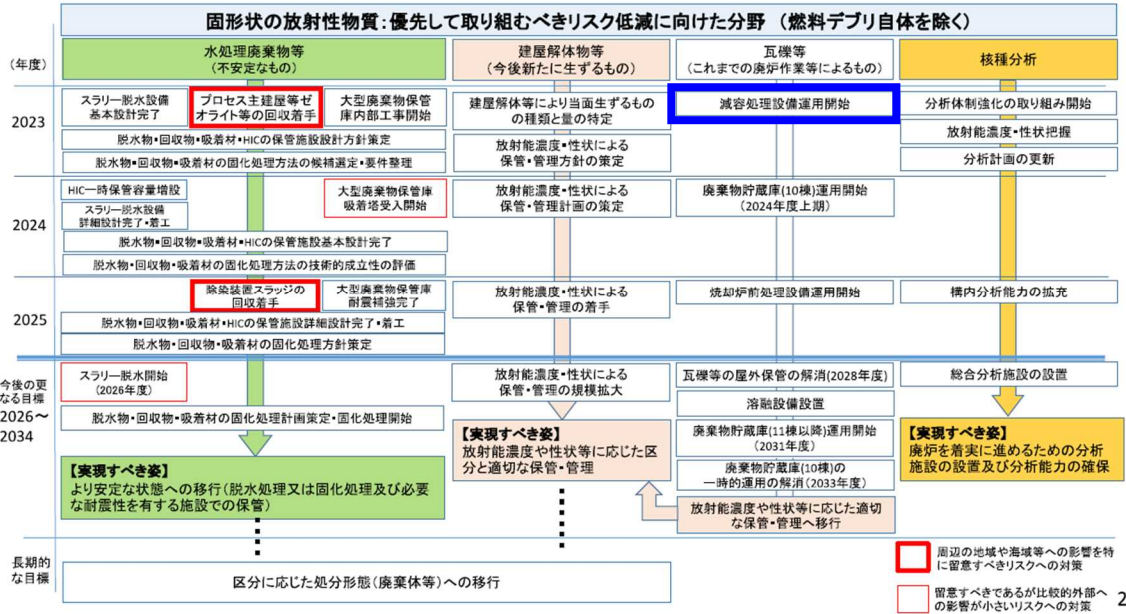 固形状の放射性物質：優先して取り組むべきリスク低減に向けた分野　（燃料デブリ自体を除く）
（年度）
水処理廃棄物等
（不安定なもの）
建屋解体物等
（今後新たに生ずるもの）
瓦礫等
（これまでの廃炉作業等によるもの）
核種分析
2023
スラリー脱水設備
基本設計完了
プロセス主建屋等ゼ
オライト等の回収着手
大型廃棄物保管
庫内部工事開始
脱水物・回収物・吸着材・HICの保管施設設計方針策定
脱水物・回収物・吸着材の固化処理方法の候補選定・要件整理
建屋解体等により当面生ずるもの
の種類と量の特定
放射能濃度・性状による
保管・管理方針の策定
減容処理設備運用開始
分析体制強化の取り組み開始
放射能濃度・性状把握
分析計画の更新
2024
HIC一時保管容量増設
スラリー脱水設備
詳細設計完了・着工
大型廃棄物保管庫
吸着塔受入開始
脱水物・回収物・吸着材・HICの保管施設基本設計完了
脱水物・回収物・吸着材の固化処理方法の技術的成立性の評価
放射能濃度・性状による
保管・管理計画の策定
廃棄物貯蔵庫(10棟)運用開始
（2024年度上期）
2025
除染装置スラッジの
回収着手
大型廃棄物保管庫
耐震補強完了
脱水物・回収物・吸着材・HICの保管施設詳細設計完了・着工
脱水物・回収物・吸着材の固化処理方針策定
放射能濃度・性状による
保管・管理の着手
焼却炉前処理設備運用開始
構内分析能力の拡充
今後の更
なる目標
2026～
2034
スラリー脱水開始
（2026年度）
脱水物・回収物・吸着材の固化処理計画策定・固化処理開始
【実現すべき姿】
より安定な状態への移行（脱水処理又は固化処理及び必要
な耐震性を有する施設での保管）
放射能濃度・性状による
保管・管理の規模拡大
【実現すべき姿】
放射能濃度や性状等に応じた区
分と適切な保管・管理
瓦礫等の屋外保管の解消(2028年度)
溶融設備設置
廃棄物貯蔵庫(11棟以降)運用開始
（2031年度）
廃棄物貯蔵庫(10棟)の
一時的運用の解消（2033年度）
放射能濃度や性状等に応じた適切
な保管・管理へ移行
総合分析施設の設置
【実現すべき姿】
廃炉を着実に進めるための分析
施設の設置及び分析能力の確保
長期的
な目標
区分に応じた処分形態（廃棄体等）への移行
周辺の地域や海域等への影響を特
に留意すべきリスクへの対策
留意すべきであるが比較的外部へ
の影響が小さいリスクへの対策
2